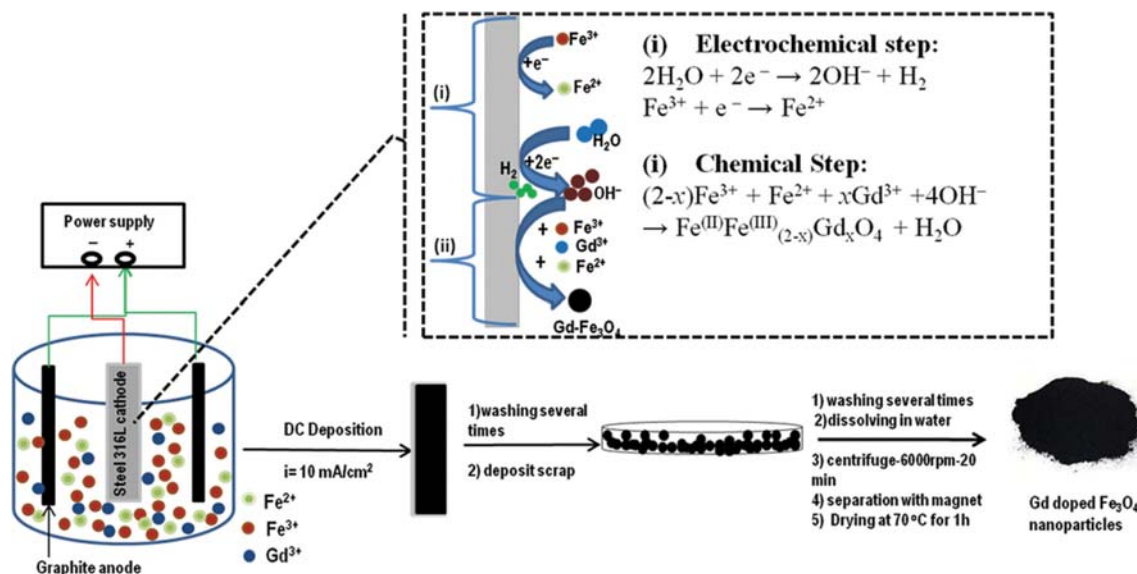 (i) Electrochemical step:
2H₂O + 2e⁻ → 2OH⁻ + H₂
Fe³⁺ + e⁻ → Fe²⁺
(i) Chemical Step:
(2-x)Fe³⁺ + Fe²⁺ + xGd³⁺ +4OH⁻
→ Fe⁽ᴵᴵ⁾Fe⁽ᴵᴵᴵ⁾₍₂₋ₓ₎GdₓO₄ + H₂O
(i)
Fe³⁺
+e⁻
Fe²⁺
H₂O
+2e⁻
H₂
OH⁻
(ii)
+ Fe³⁺
Gd³⁺
+ Fe²⁺
Gd-Fe₃O₄
Power supply
− +
Steel 316L cathode
Fe²⁺
Fe³⁺
Gd³⁺
Graphite anode
DC Deposition
i= 10 mA/cm²
1)washing several
times
2) deposit scrap
1) washing several times
2)dissolving in water
3) centrifuge-6000rpm-20
min
4) separation with magnet
5) Drying at 70 °C for 1h
Gd doped Fe₃O₄
nanoparticles